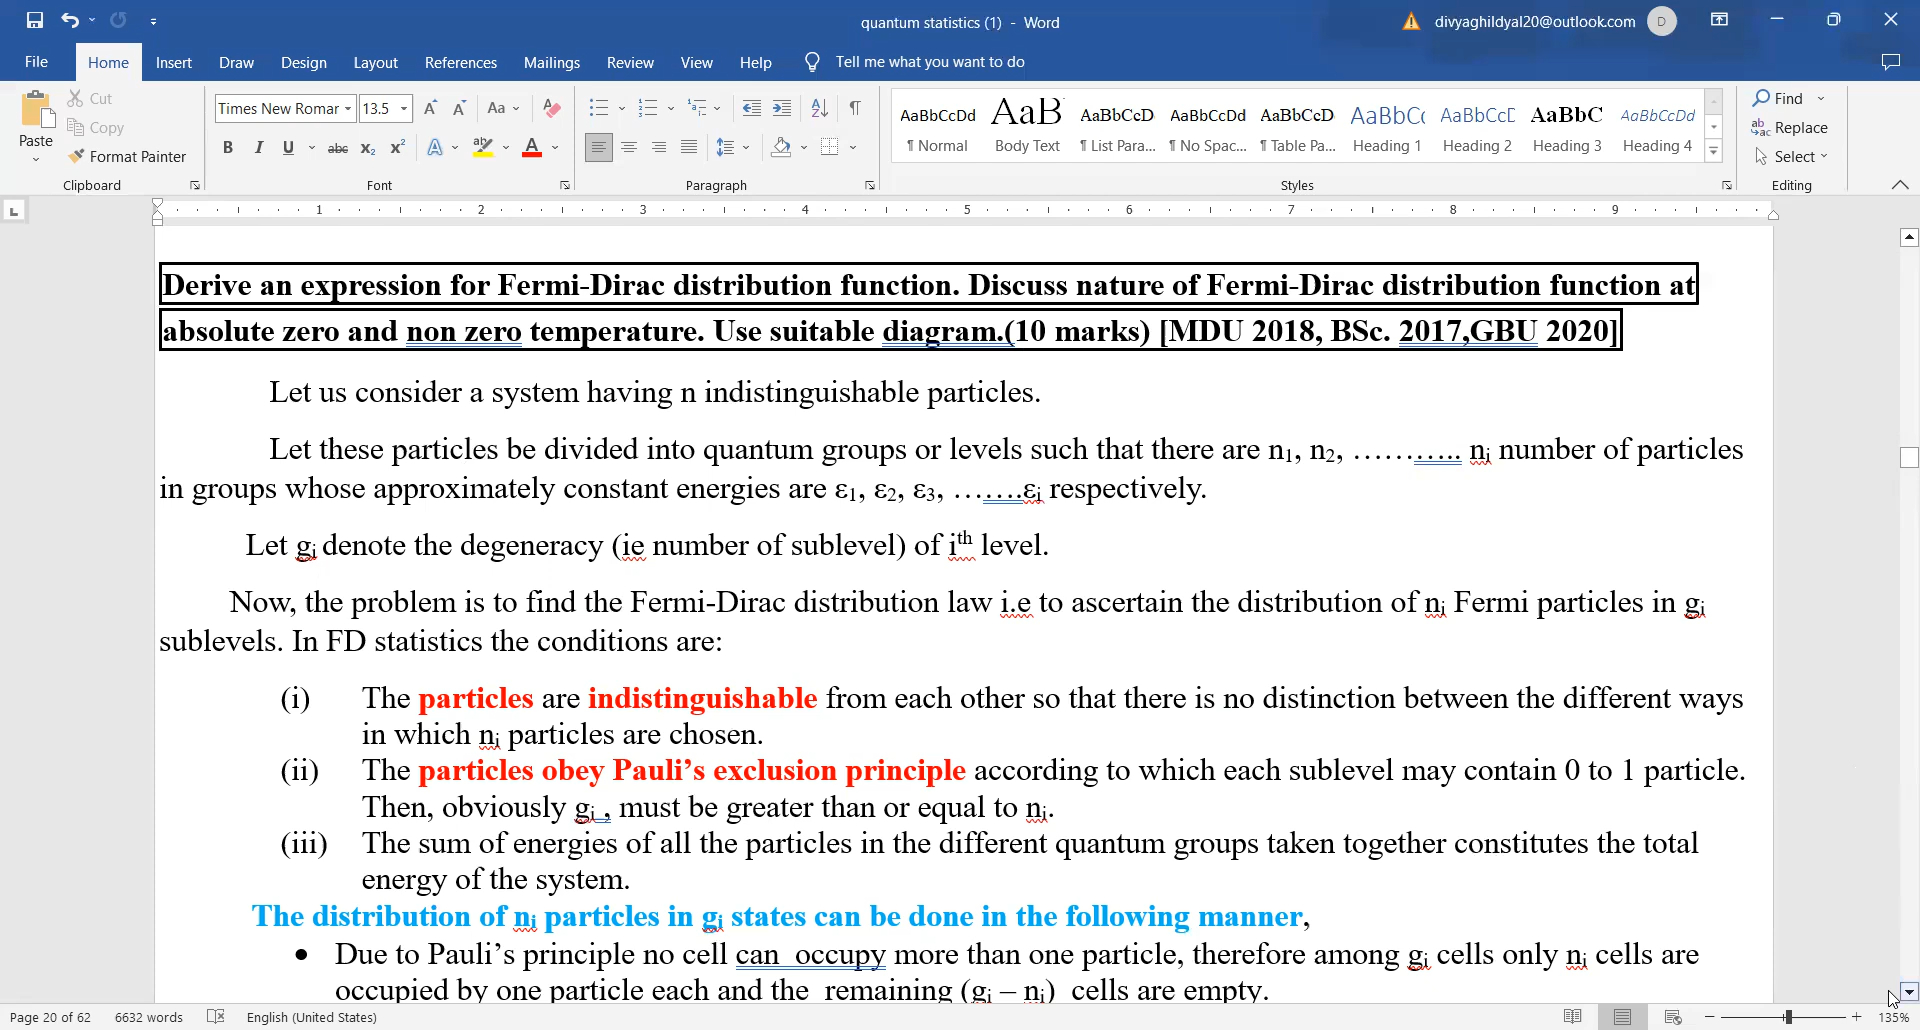 quantum statistics (1) - Word
divyaghildyal20@outlook.com
D
File Home Insert Draw Design Layout References Mailings Review View Help Tell me what you want to do
Paste
Cut
Copy
Format Painter
Clipboard
Times New Romar 13.5
Aa
B I U abc x₂ x² A ab A
Font
Paragraph
AaBbCcDd AaB AaBbCcD AaBbCcDd AaBbCcD AaBbCc AaBbCcE AaBbC AaBbCcDd
¶ Normal Body Text ¶ List Para... ¶ No Spac... ¶ Table Pa... Heading 1 Heading 2 Heading 3 Heading 4
Styles
Find
Replace
Select
Editing
1 2 3 4 5 6 7 8 9
Derive an expression for Fermi-Dirac distribution function. Discuss nature of Fermi-Dirac distribution function at
absolute zero and non zero temperature. Use suitable diagram.(10 marks) [MDU 2018, BSc. 2017,GBU 2020]
Let us consider a system having n indistinguishable particles.
Let these particles be divided into quantum groups or levels such that there are n₁, n₂, ……….. nᵢ number of particles
in groups whose approximately constant energies are ε₁, ε₂, ε₃, …….εᵢ respectively.
Let gᵢ denote the degeneracy (ie number of sublevel) of iᵗʰ level.
Now, the problem is to find the Fermi-Dirac distribution law i.e to ascertain the distribution of nᵢ Fermi particles in gᵢ
sublevels. In FD statistics the conditions are:
(i) The particles are indistinguishable from each other so that there is no distinction between the different ways
in which nᵢ particles are chosen.
(ii) The particles obey Pauli’s exclusion principle according to which each sublevel may contain 0 to 1 particle.
Then, obviously gᵢ , must be greater than or equal to nᵢ.
(iii) The sum of energies of all the particles in the different quantum groups taken together constitutes the total
energy of the system.
The distribution of nᵢ particles in gᵢ states can be done in the following manner,
• Due to Pauli’s principle no cell can occupy more than one particle, therefore among gᵢ cells only nᵢ cells are
occupied by one particle each and the remaining (gᵢ – nᵢ) cells are empty.
Page 20 of 62 6632 words English (United States) 135%